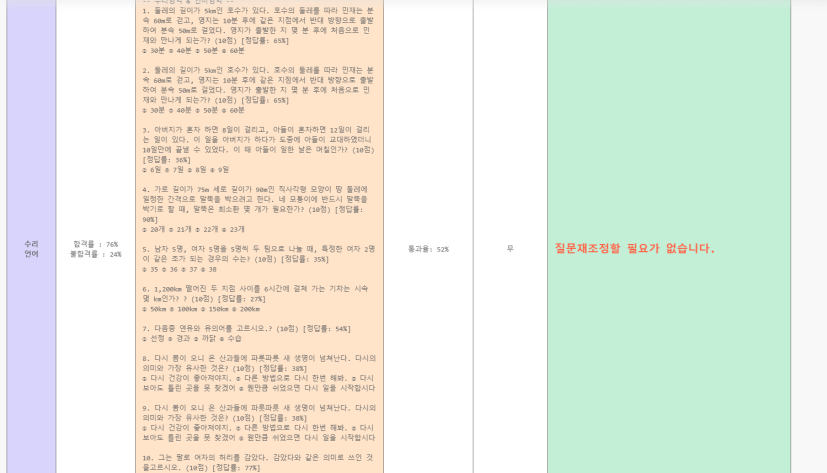 1. 둘레의 길이가 5km인 호수가 있다. 호수의 둘레를 따라 민재는 분
속 60m로 걷고, 명지는 10분 후에 같은 지점에서 반대 방향으로 출발
하여 분속 50m로 걸었다. 명지가 출발한 지 몇 분 후에 처음으로 민
재와 만나게 되는가? (10점) [정답률: 65%]
① 30분 ② 40분 ③ 50분 ④ 60분
2. 둘레의 길이가 5km인 호수가 있다. 호수의 둘레를 따라 민재는 분
속 60m로 걷고, 명지는 10분 후에 같은 지점에서 반대 방향으로 출발
하여 분속 50m로 걸었다. 명지가 출발한 지 몇 분 후에 처음으로 민
재와 만나게 되는가? (10점) [정답률: 65%]
① 30분 ② 40분 ③ 50분 ④ 60분
3. 아버지가 혼자 하면 8일이 걸리고, 아들이 혼자하면 12일이 걸리
는 일이 있다. 이 일을 아버지가 하다가 도중에 아들이 교대하였더니
10일만에 끝낼 수 있었다. 이 때 아들이 일한 날은 며칠인가? (10점)
[정답률: 36%]
① 6일 ② 7일 ③ 8일 ④ 9일
4. 가로 길이가 75m 세로 길이가 90m인 직사각형 모양이 땅 둘레에
일정한 간격으로 말뚝을 박으려고 한다. 네 모퉁이에 반드시 말뚝을
박기로 할 때, 말뚝은 최소환 몇 개가 필요한가? (10점) [정답률:
90%]
① 20개 ② 21개 ③ 22개 ④ 23개
수리
언어
합격률 : 76%
불합격률 : 24%
5. 남자 5명, 여자 5명을 5명씩 두 팀으로 나눌 때, 특정한 여자 2명
이 같은 조가 되는 경우의 수는? (10점) [정답률: 35%]
① 35 ② 36 ③ 37 ④ 38
통과율: 52%
무
질문재조정할 필요가 없습니다.
6. 1,200km 떨어진 두 지점 사이를 6시간에 걸쳐 가는 기차는 시속
몇 km인가? ? (10점) [정답률: 27%]
① 50km ② 100km ③ 150km ④ 200km
7. 다음중 연유와 유의어를 고르시오.? (10점) [정답률: 54%]
① 선정 ② 경과 ③ 까닭 ④ 수습
8. 다시 봄이 오니 온 산과들에 파릇파릇 새 생명이 넘쳐난다. 다시의
의미와 가장 유사한 것은? (10점) [정답률: 38%]
① 다시 건강이 좋아져야지. ② 다른 방법으로 다시 한번 해봐. ③ 다시
보아도 틀린 곳을 못 찾겠어 ④ 웬만큼 쉬었으면 다시 일을 시작합시다
9. 다시 봄이 오니 온 산과들에 파릇파릇 새 생명이 넘쳐난다. 다시의
의미와 가장 유사한 것은? (10점) [정답률: 38%]
① 다시 건강이 좋아져야지. ② 다른 방법으로 다시 한번 해봐. ③ 다시
보아도 틀린 곳을 못 찾겠어 ④ 웬만큼 쉬었으면 다시 일을 시작합시다
10. 그는 팔로 여자의 허리를 감았다. 감았다와 같은 의미로 쓰인 것
을고르시오. (10점) [정답률: 77%]